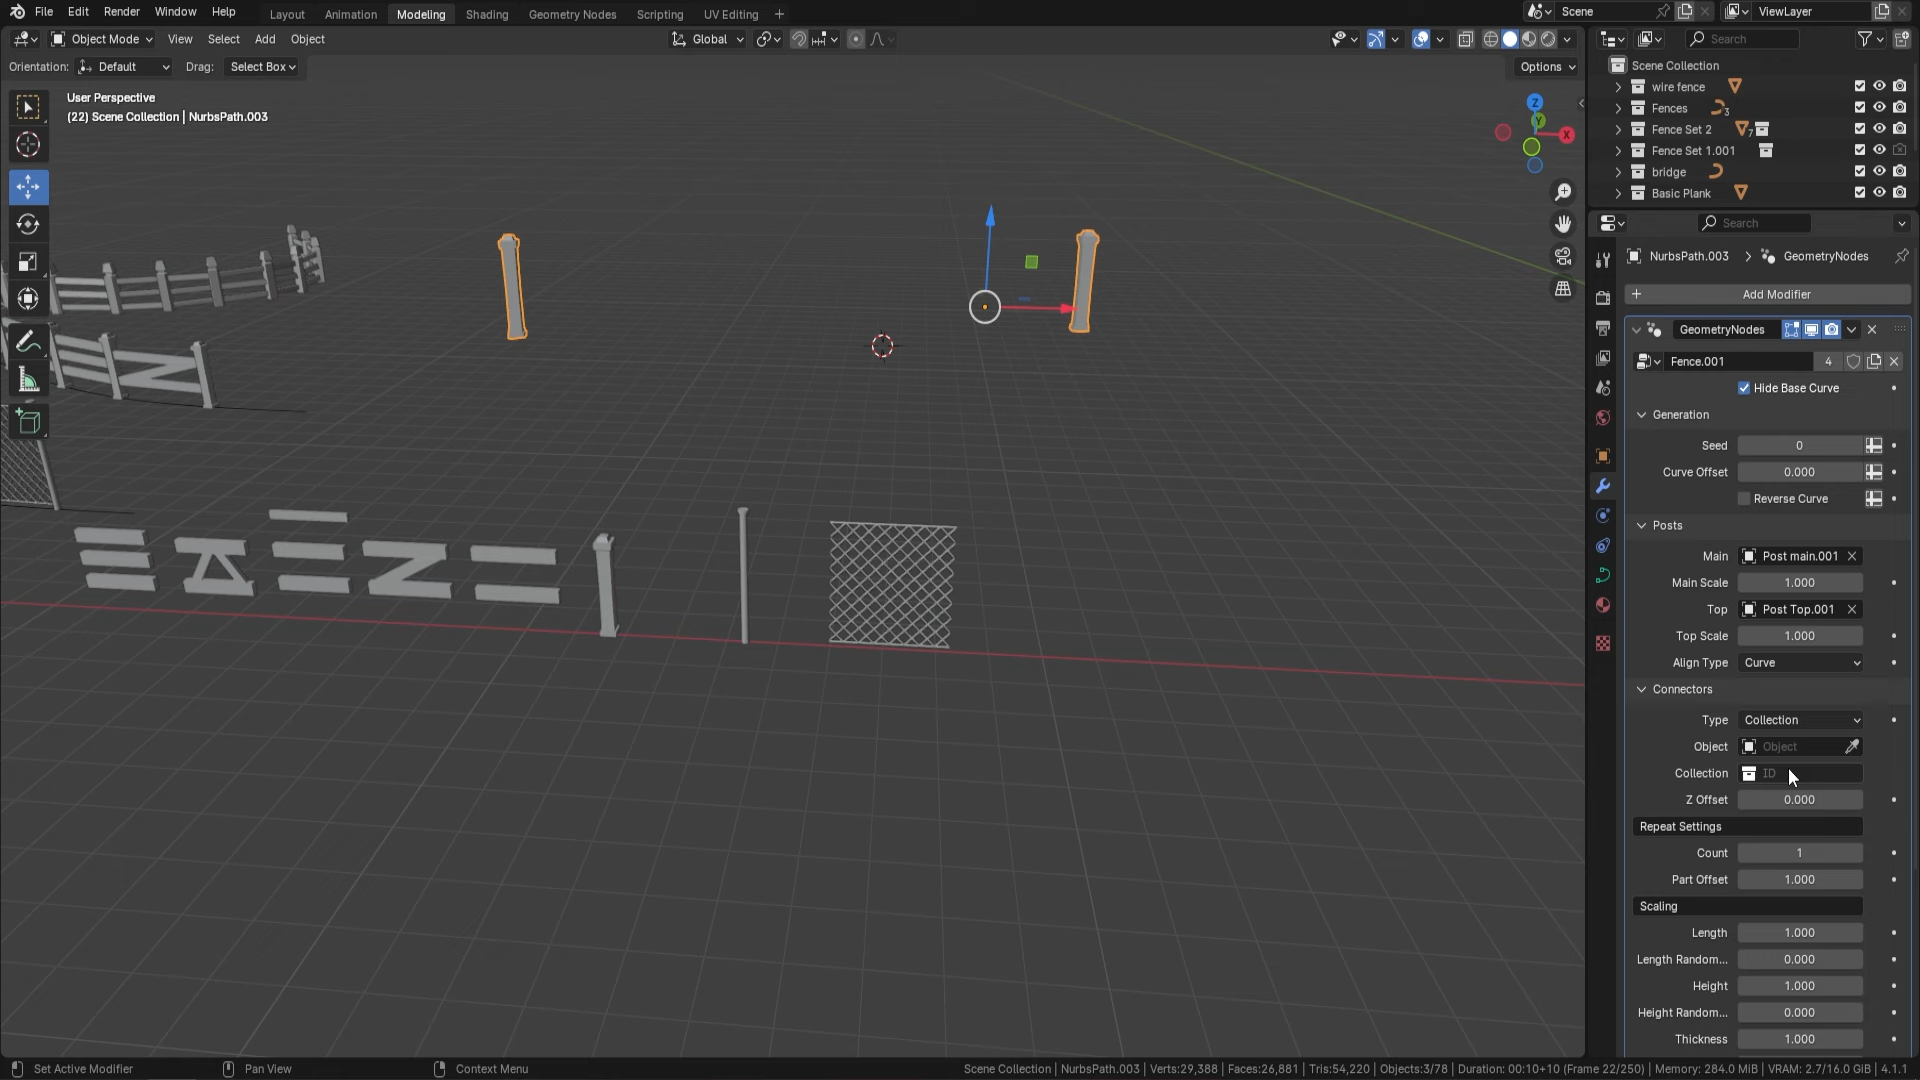 File Edit Render Window Help Layout Animation Modeling Shading Geometry Nodes Scripting UV Editing + Scene ViewLayer
Object Mode View Select Add Object Global Search
Orientation: Default Drag: Select Box Options
User Perspective
(22) Scene Collection | NurbsPath.003
Z
Y
X
Scene Collection
wire fence
Fences 3
Fence Set 2 7
Fence Set 1.001
bridge
Basic Plank
Search
NurbsPath.003 > GeometryNodes
+ Add Modifier
GeometryNodes
Fence.001 4
Hide Base Curve
Generation
Seed 0
Curve Offset 0.000
Reverse Curve
Posts
Main Post main.001
Main Scale 1.000
Top Post Top.001
Top Scale 1.000
Align Type Curve
Connectors
Type Collection
Object Object
Collection ID
Z Offset 0.000
Repeat Settings
Count 1
Part Offset 1.000
Scaling
Length 1.000
Length Random... 0.000
Height 1.000
Height Random... 0.000
Thickness 1.000
Set Active Modifier Pan View Context Menu Scene Collection | NurbsPath.003 | Verts:29,388 | Faces:26,881 | Tris:54,220 | Objects:3/78 | Duration: 00:10+10 (Frame 22/250) | Memory: 284.0 MiB | VRAM: 2.7/16.0 GiB | 4.1.1